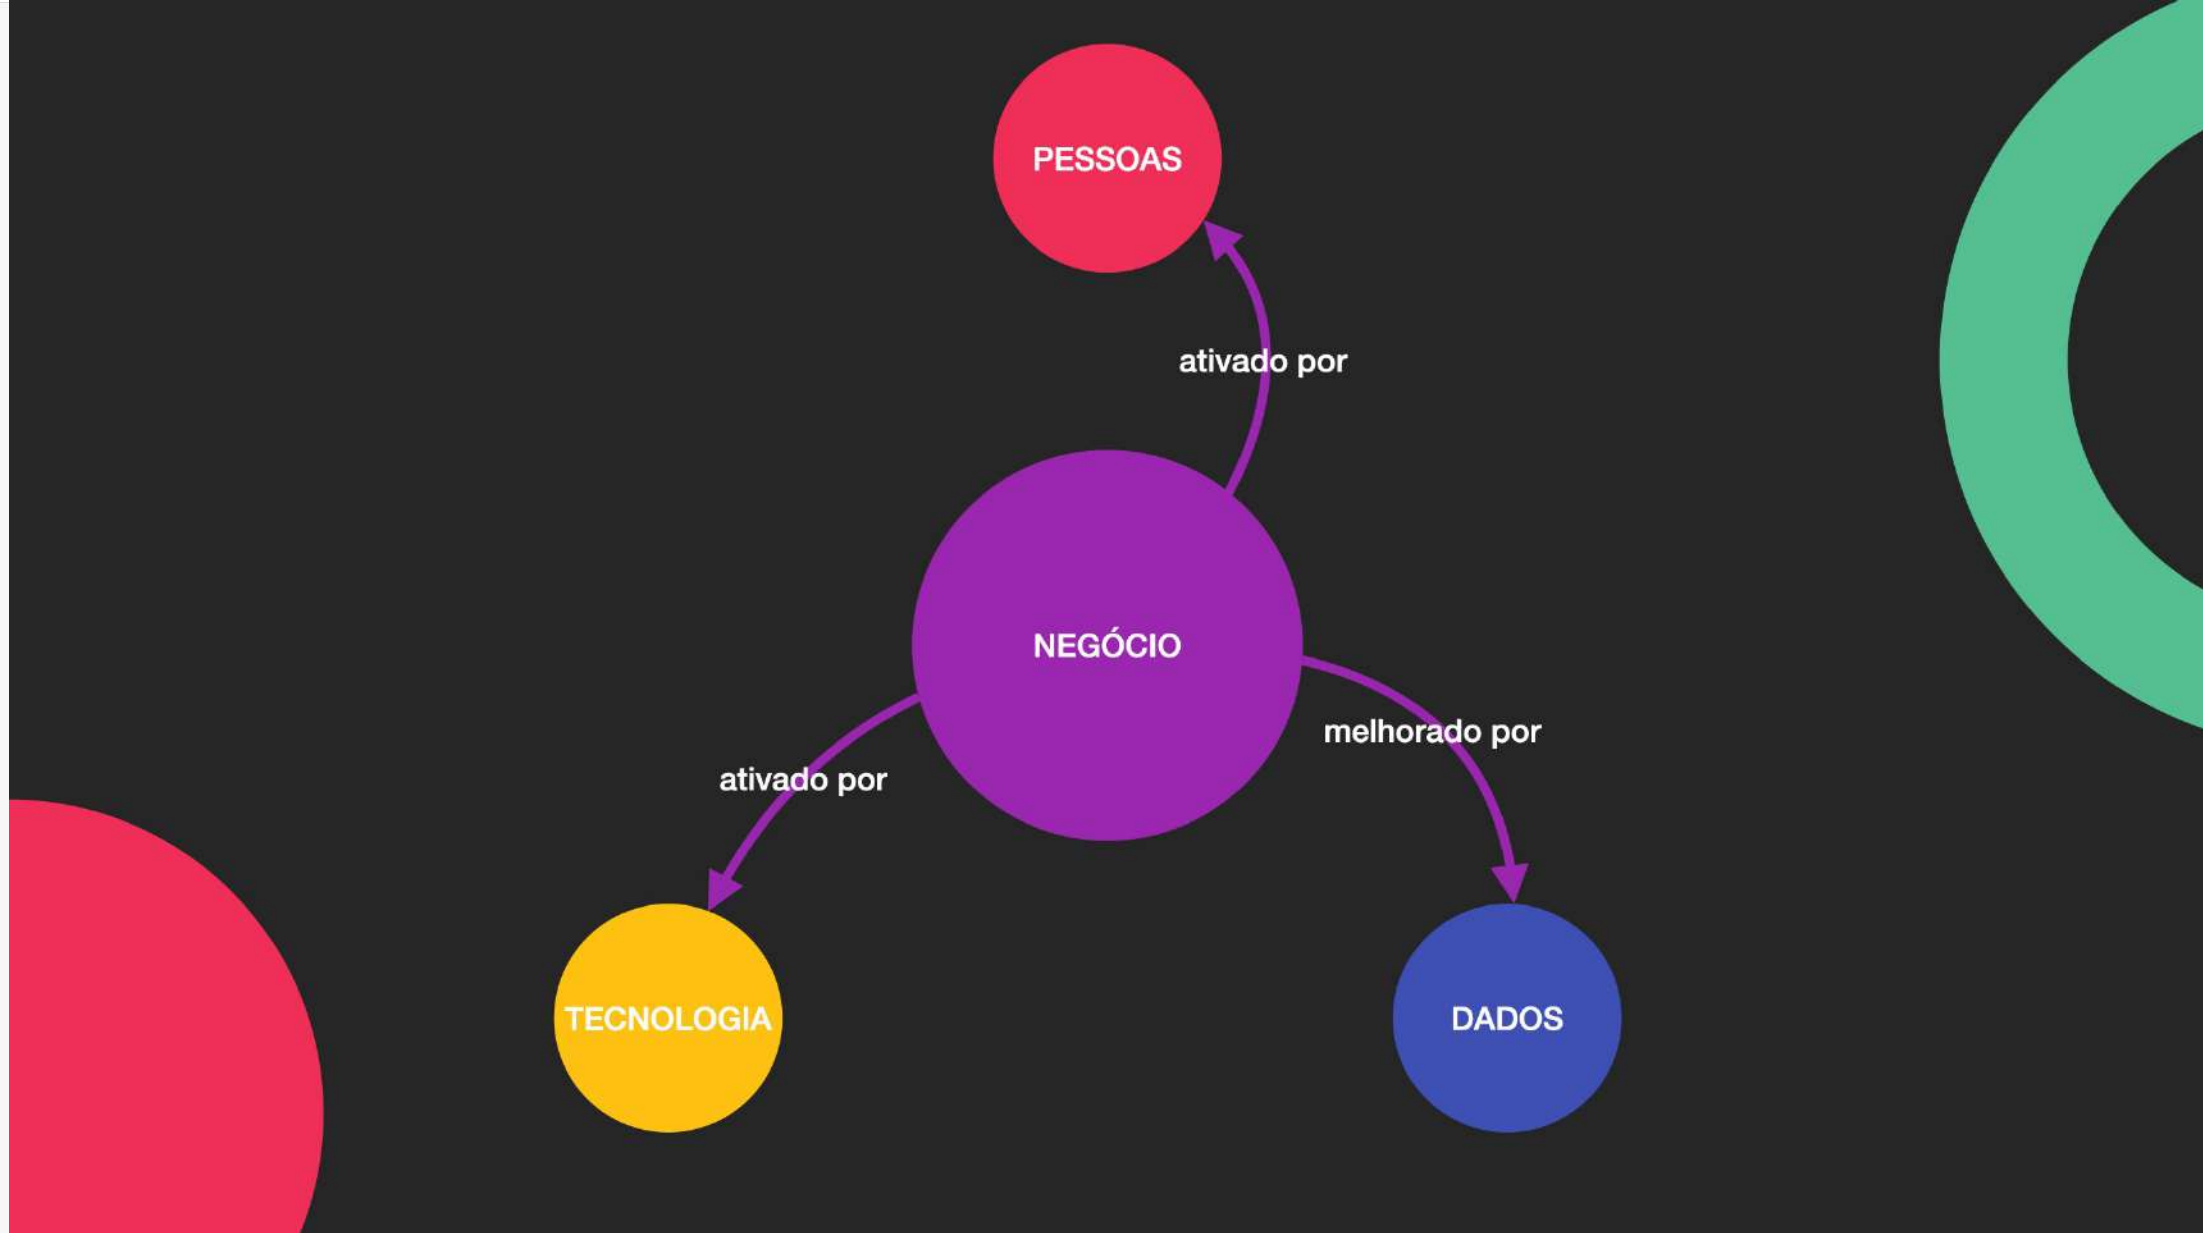 PESSOAS
ativado por
NEGÓCIO
melhorado por
ativado por
TECNOLOGIA
DADOS